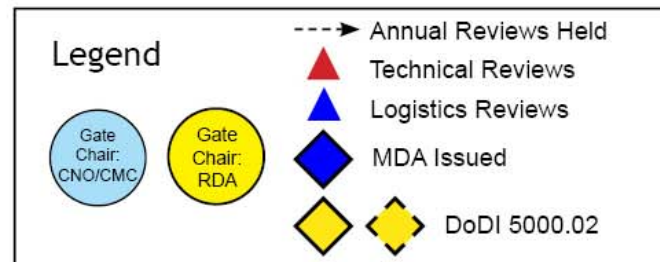 Legend
Gate
Chair:
CNO/CMC
Gate
Chair:
RDA
Annual Reviews Held
Technical Reviews
Logistics Reviews
MDA Issued
DoDI 5000.02